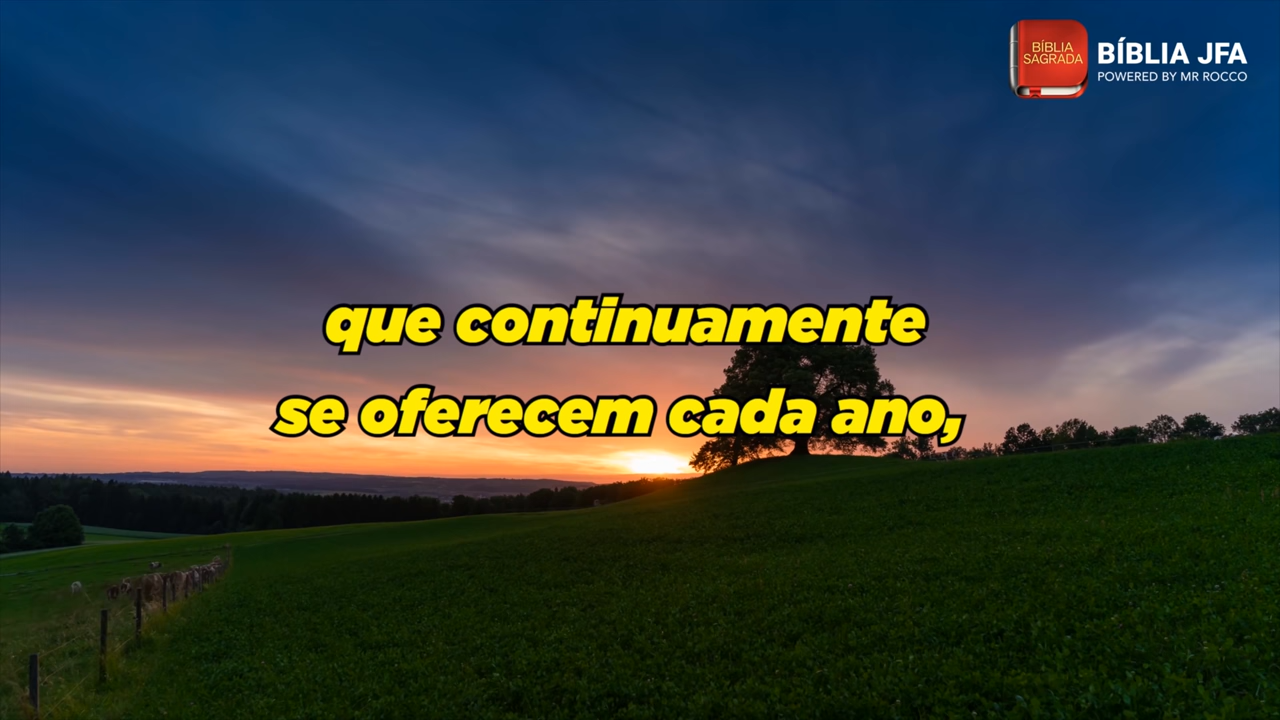 BÍBLIA
SAGRADA
BÍBLIA JFA
POWERED BY MR ROCCO
que continuamente
se oferecem cada ano,